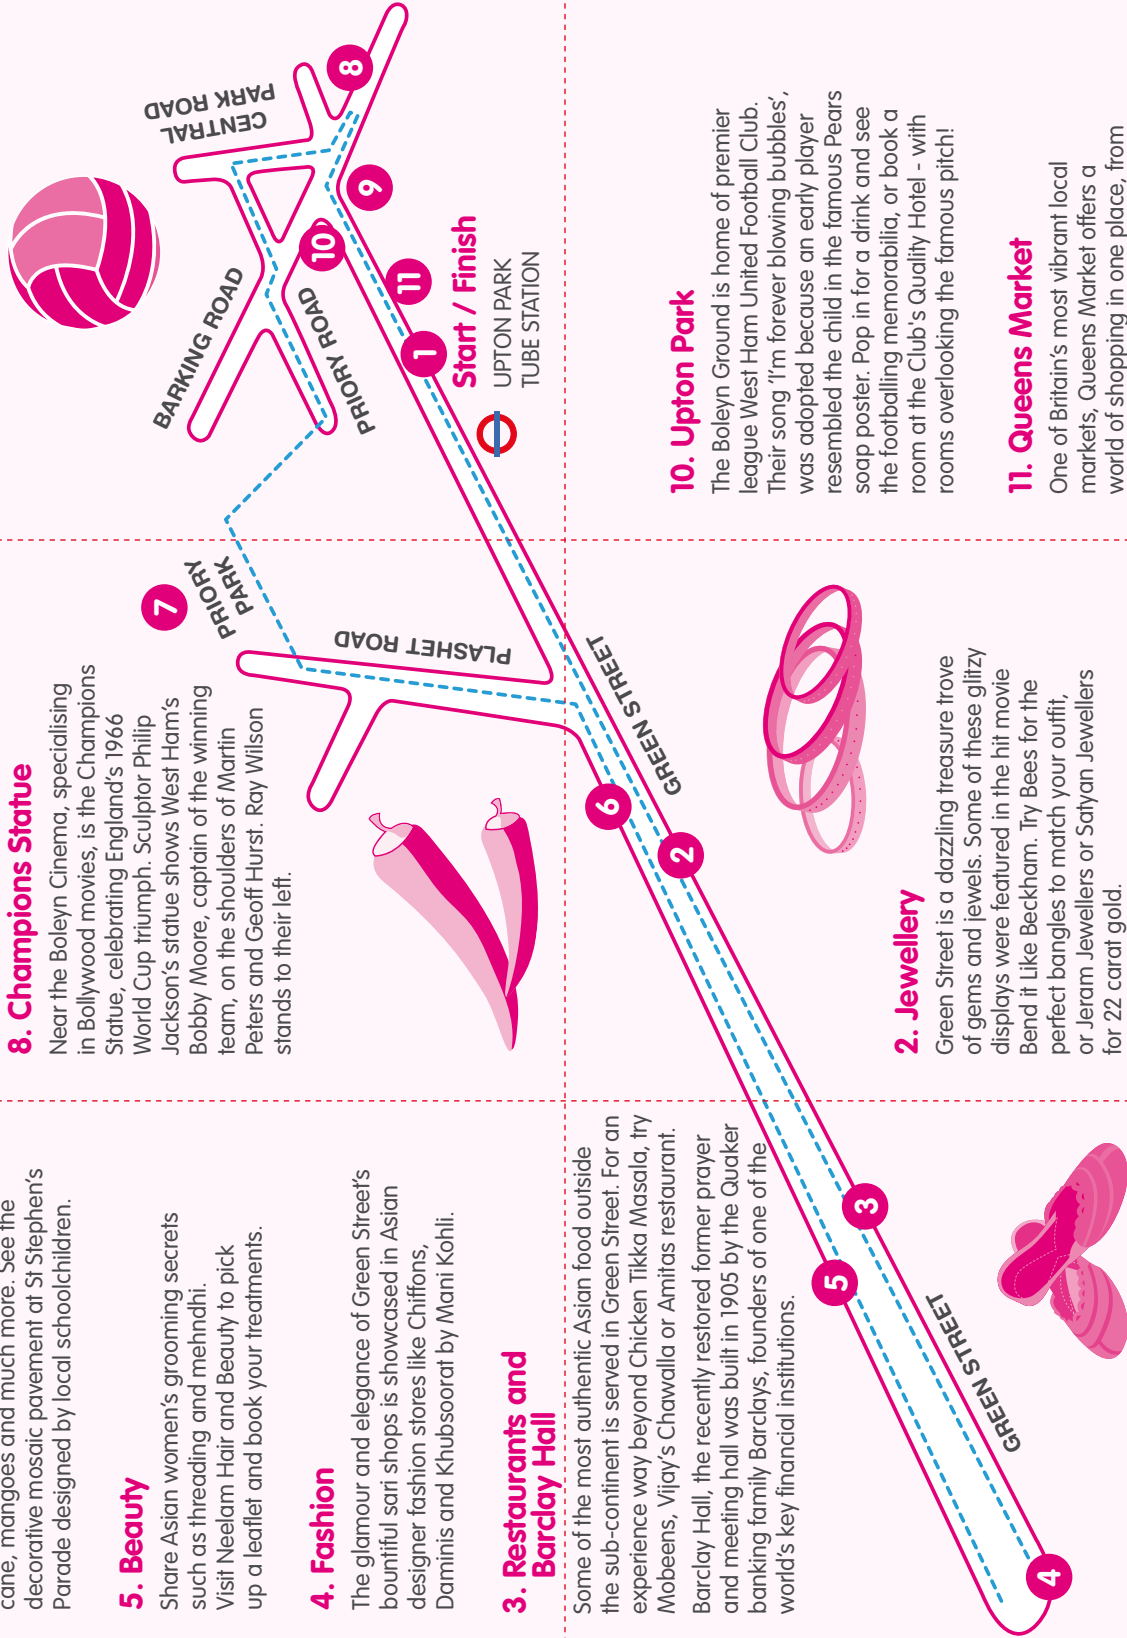 cane, mangoes and much more. See the
decorative mosaic pavement at St Stephen's
Parade designed by local schoolchildren.
5. Beauty
Share Asian women's grooming secrets
such as threading and mehndhi.
Visit Neelam Hair and Beauty to pick
up a leaflet and book your treatments.
4. Fashion
The glamour and elegance of Green Street's
bountiful sari shops is showcased in Asian
designer fashion stores like Chiffons,
Daminis and Khubsoorat by Mani Kohli.
3. Restaurants and
Barclay Hall
Some of the most authentic Asian food outside
the sub-continent is served in Green Street. For an
experience way beyond Chicken Tikka Masala, try
Mobeens, Vijay's Chawalla or Amitas restaurant.
Barclay Hall, the recently restored former prayer
and meeting hall was built in 1905 by the Quaker
banking family Barclays, founders of one of the
world's key financial institutions.
8. Champions Statue
Near the Boleyn Cinema, specialising
in Bollywood movies, is the Champions
Statue, celebrating England's 1966
World Cup triumph. Sculptor Philip
Jackson's statue shows West Ham's
Bobby Moore, captain of the winning
team, on the shoulders of Martin
Peters and Geoff Hurst. Ray Wilson
stands to their left.
2. Jewellery
Green Street is a dazzling treasure trove
of gems and jewels. Some of these glitzy
displays were featured in the hit movie
Bend it Like Beckham. Try Bees for the
perfect bangles to match your outfit,
or Jeram Jewellers or Satyan Jewellers
for 22 carat gold.
10. Upton Park
The Boleyn Ground is home of premier
league West Ham United Football Club.
Their song 'I'm forever blowing bubbles',
was adopted because an early player
resembled the child in the famous Pears
soap poster. Pop in for a drink and see
the footballing memorabilia, or book a
room at the Club's Quality Hotel - with
rooms overlooking the famous pitch!
11. Queens Market
One of Britain's most vibrant local
markets, Queens Market offers a
world of shopping in one place, from
BARKING ROAD
CENTRAL
PARK ROAD
PRIORY ROAD
PRIORY
PARK
PLASHET ROAD
GREEN STREET
GREEN STREET
Start / Finish
UPTON PARK
TUBE STATION
1
2
3
4
5
6
7
8
9
10
11